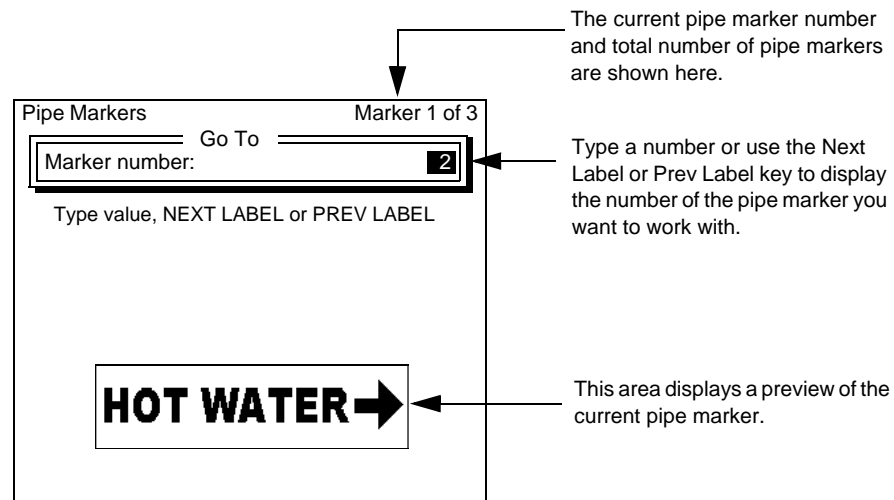 The current pipe marker number
and total number of pipe markers
are shown here.
Pipe Markers
Marker 1 of 3
Go To
Marker number:
2
Type a number or use the Next
Label or Prev Label key to display
the number of the pipe marker you
want to work with.
Type value, NEXT LABEL or PREV LABEL
HOT WATER
This area displays a preview of the
current pipe marker.